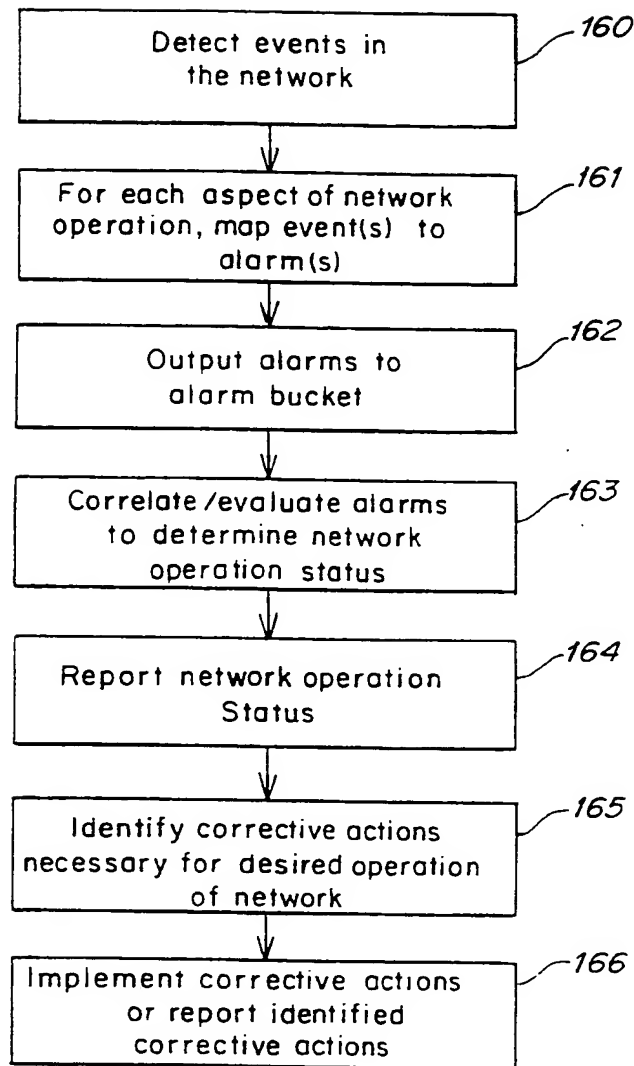 Detect events in
the network
160
For each aspect of network
operation, map event(s) to
alarm(s)
161
Output alarms to
alarm bucket
162
Correlate/evaluate alarms
to determine network
operation status
163
Report network operation
Status
164
Identify corrective actions
necessary for desired operation
of network
165
Implement corrective actions
or report identified
corrective actions
166